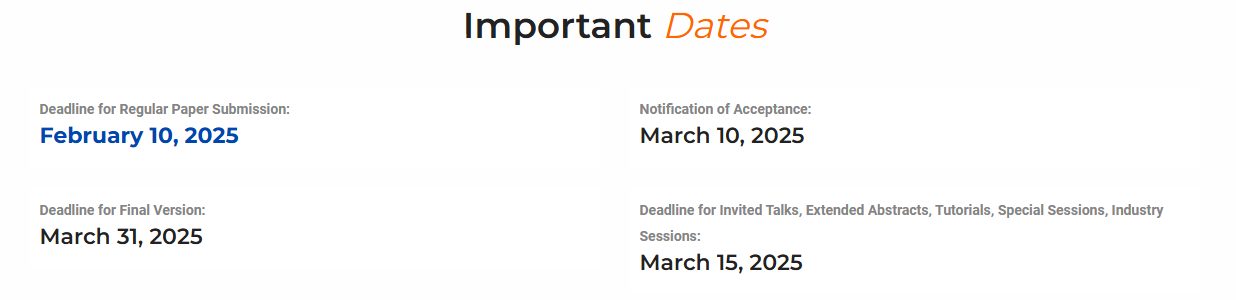 Important Dates
Deadline for Regular Paper Submission:
February 10, 2025
Notification of Acceptance:
March 10, 2025
Deadline for Final Version:
March 31, 2025
Deadline for Invited Talks, Extended Abstracts, Tutorials, Special Sessions, Industry
Sessions:
March 15, 2025